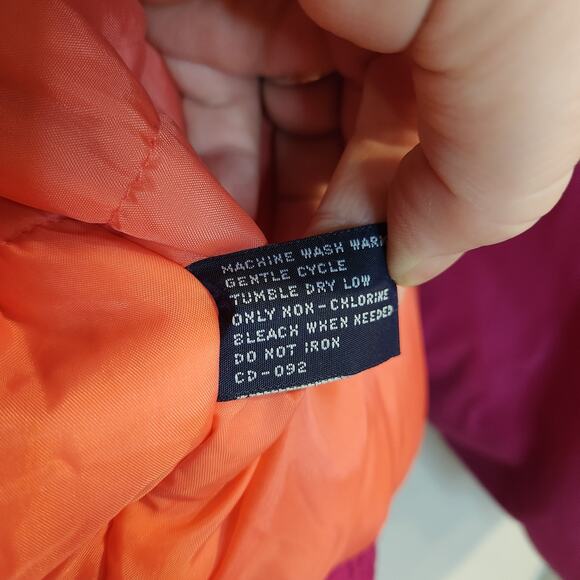 MACHINE WASH WARM
GENTLE CYCLE
TUMBLE DRY LOW
ONLY NON-CHLORINE
BLEACH WHEN NEEDED
DO NOT IRON
CD-092